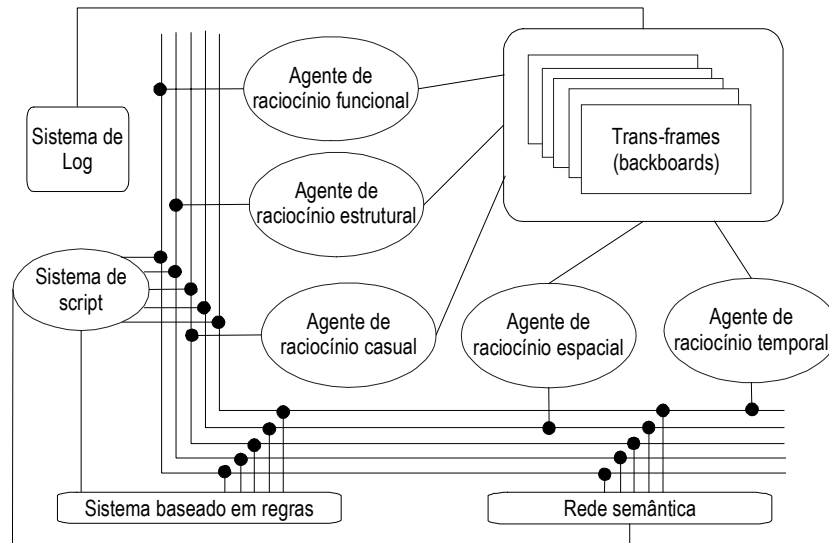 Agente de
raciocínio funcional
Sistema de
Log
Trans-frames
(backboards)
Agente de
raciocínio estrutural
Sistema de
script
Agente de
raciocínio casual
Agente de
raciocínio espacial
Agente de
raciocínio temporal
Sistema baseado em regras
Rede semântica